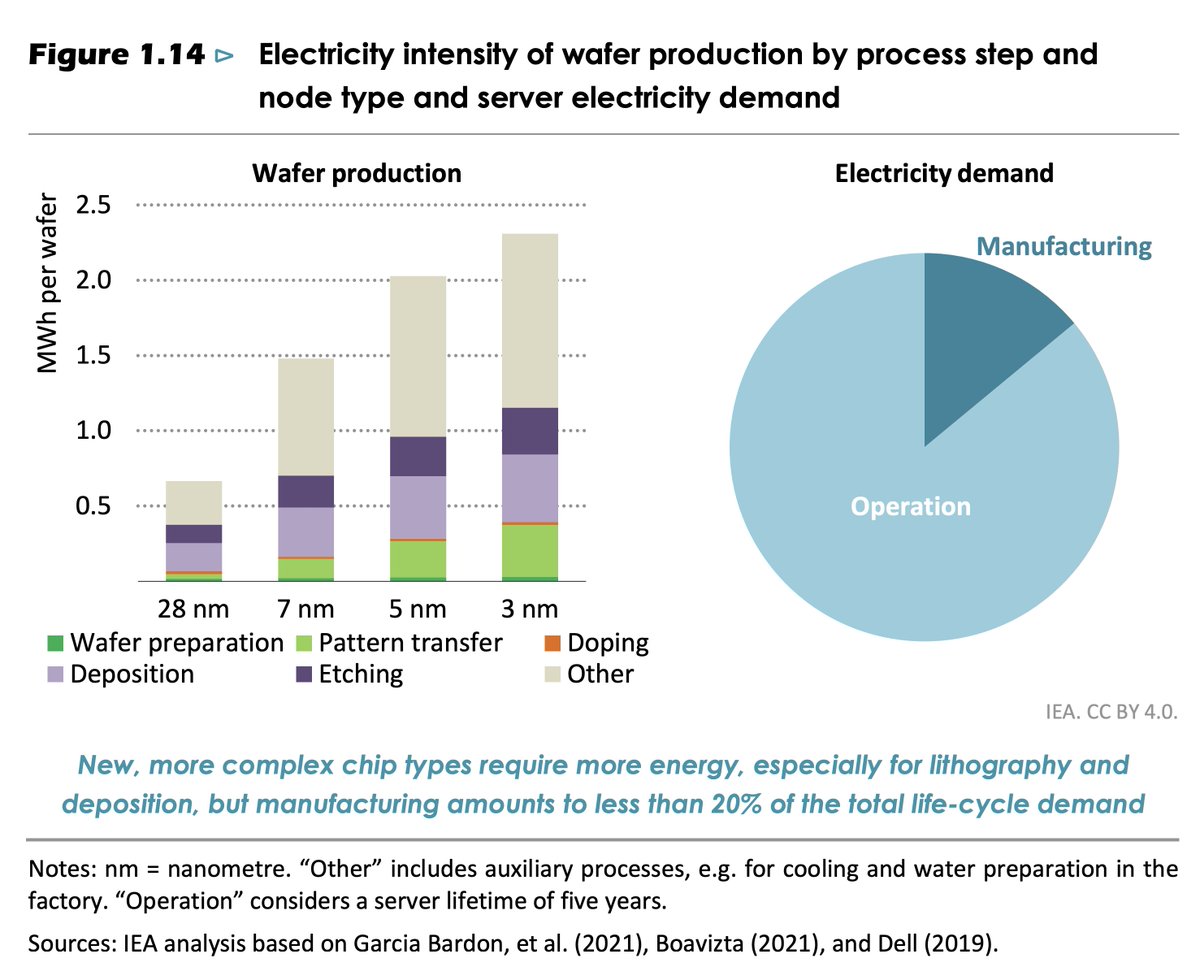 Figure 1.14 ▷ Electricity intensity of wafer production by process step and
node type and server electricity demand
Wafer production
MWh per wafer
2.5
2.0
1.5
1.0
0.5
28 nm 7 nm 5 nm 3 nm
Wafer preparation Pattern transfer Doping
Deposition Etching Other
Electricity demand
Manufacturing
Operation
IEA. CC BY 4.0.
New, more complex chip types require more energy, especially for lithography and
deposition, but manufacturing amounts to less than 20% of the total life-cycle demand
Notes: nm = nanometre. “Other” includes auxiliary processes, e.g. for cooling and water preparation in the
factory. “Operation” considers a server lifetime of five years.
Sources: IEA analysis based on Garcia Bardon, et al. (2021), Boavizta (2021), and Dell (2019).